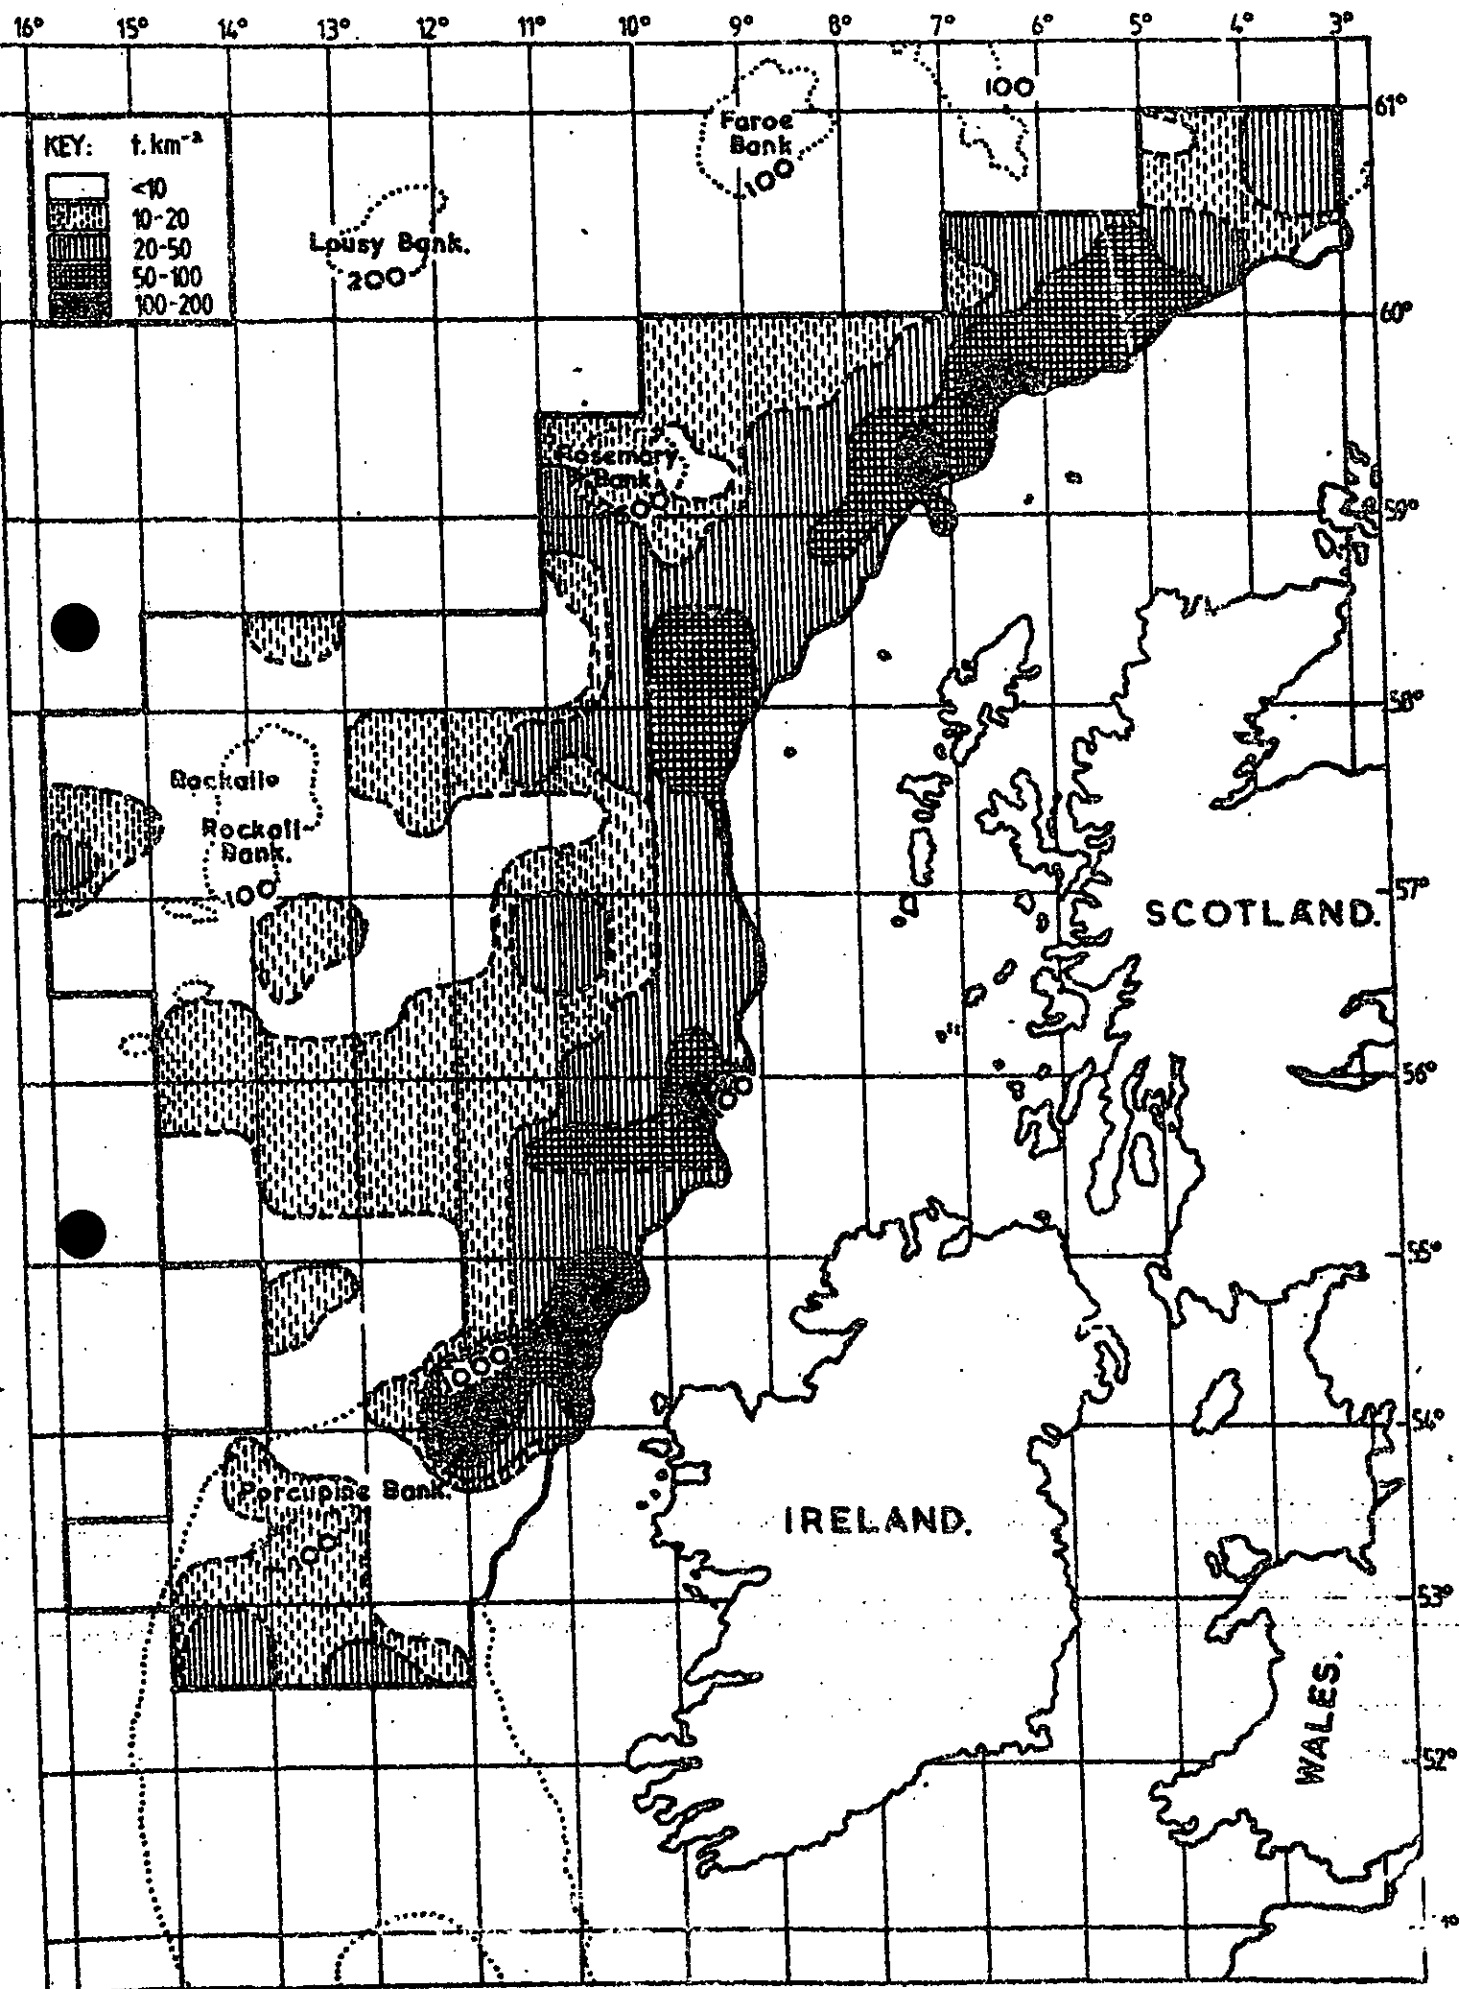 16° 15° 14° 13° 12° 11° 10° 9° 8° 7° 6° 5° 4° 3°
100
61°
Faroe
Bank
100
KEY: t.km⁻²
<10
10-20
20-50
50-100
100-200
Lousy Bank.
200
60°
Rosemary
Bank
59°
58°
Rockall
Rockall
Bank.
100
57°
SCOTLAND.
56°
55°
100
54°
Porcupine Bank.
IRELAND.
53°
WALES.
52°